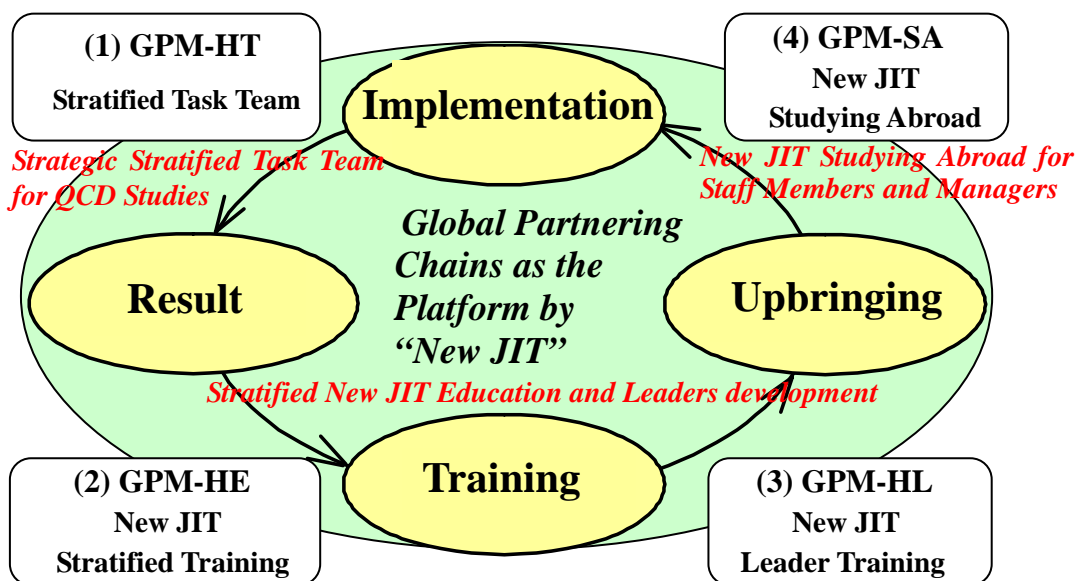 (1) GPM-HT
Stratified Task Team
Implementation
(4) GPM-SA
New JIT
Studying Abroad
Strategic Stratified Task Team
for QCD Studies
New JIT Studying Abroad for
Staff Members and Managers
Result
Global Partnering
Chains as the
Platform by
“New JIT”
Upbringing
Stratified New JIT Education and Leaders development
(2) GPM-HE
New JIT
Stratified Training
Training
(3) GPM-HL
New JIT
Leader Training